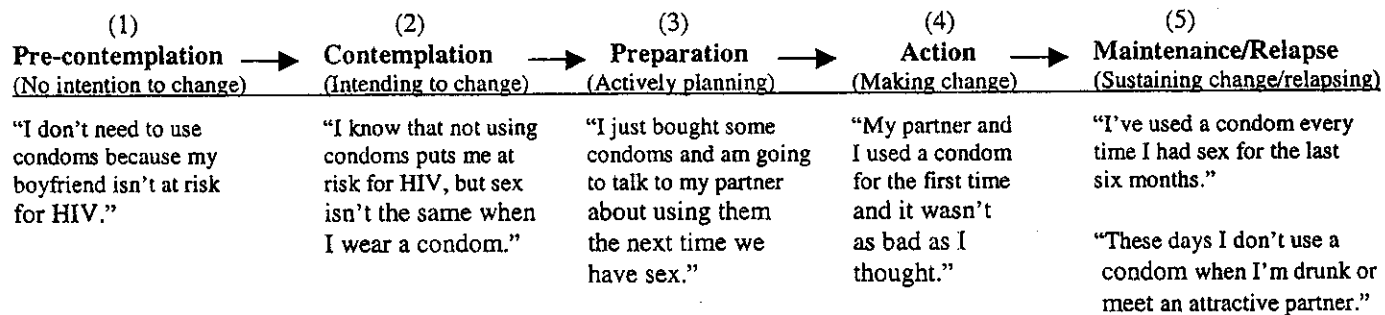 (1) (2) (3) (4) (5)
Pre-contemplation Contemplation Preparation Action Maintenance/Relapse
(No intention to change) (Intending to change) (Actively planning) (Making change) (Sustaining change/relapsing)
“I don't need to use
condoms because my
boyfriend isn't at risk
for HIV.”
“I know that not using
condoms puts me at
risk for HIV, but sex
isn't the same when
I wear a condom.”
“I just bought some
condoms and am going
to talk to my partner
about using them
the next time we
have sex.”
“My partner and
I used a condom
for the first time
and it wasn't
as bad as I
thought.”
“I've used a condom every
time I had sex for the last
six months.”
“These days I don't use a
condom when I'm drunk or
meet an attractive partner.”